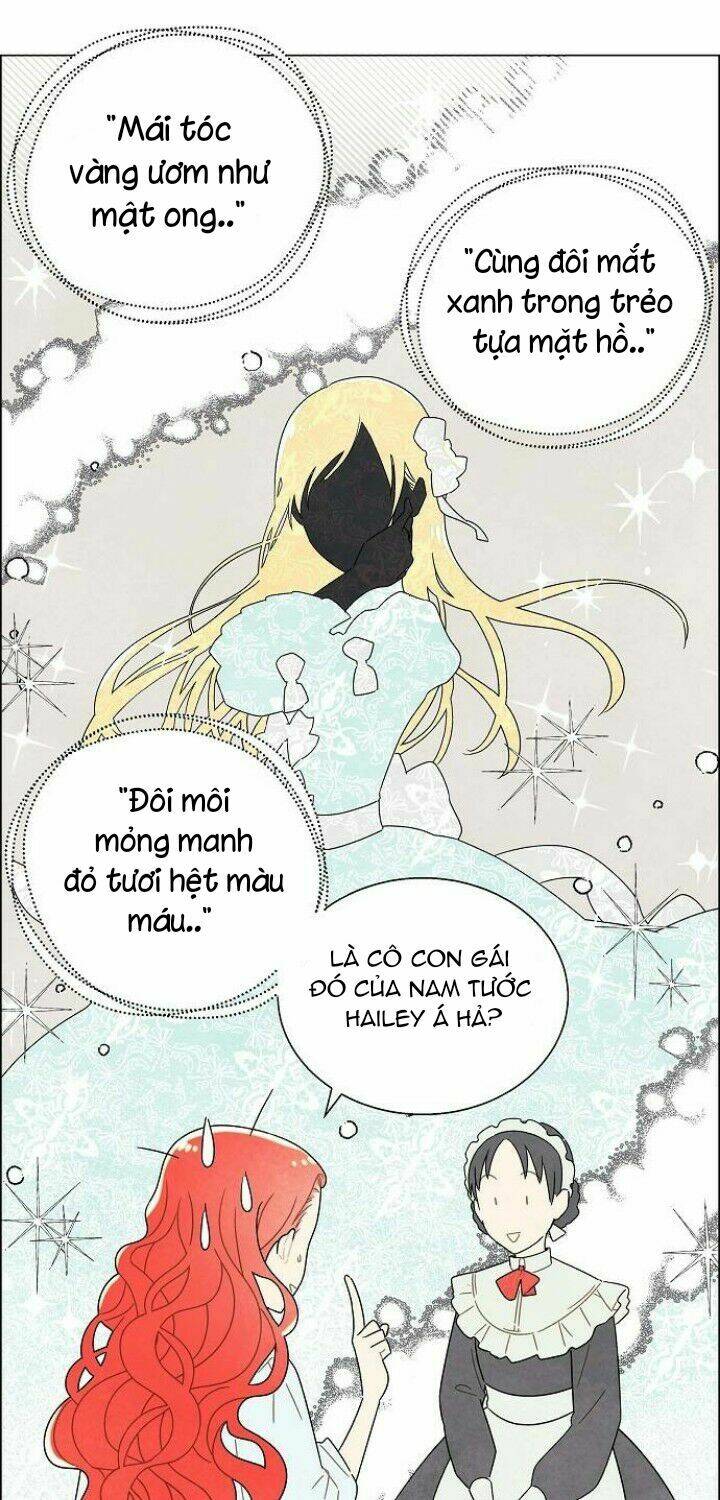 "Mái tóc
vàng ươm như
mật ong.."
"Cùng đôi mắt
xanh trong trẻo
tựa mặt hồ.."
"Đôi môi
mỏng manh
đỏ tươi hệt màu
máu.."
LÀ CÔ CON GÁI
ĐÓ CỦA NAM TƯỚC
HAILEY Á HẢ?